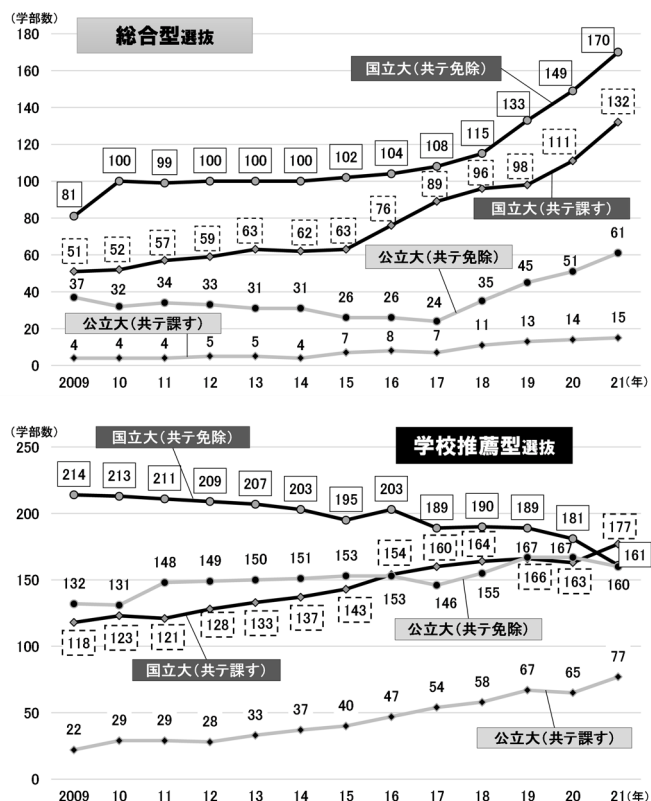 (学部数)
総合型選抜
180
160
140
120
100
80
60
40
20
0
国立大(共テ免除)
81 100 99 100 100 100 102 104 108 115 133 149 170
国立大(共テ課す)
51 52 57 59 63 62 63 76 89 96 98 111 132
公立大(共テ免除)
37 32 34 33 31 31 26 26 24 35 45 51 61
公立大(共テ課す)
4 4 4 5 5 4 7 8 7 11 13 14 15
2009 10 11 12 13 14 15 16 17 18 19 20 21(年)
(学部数)
学校推薦型選抜
250
200
150
100
50
0
国立大(共テ免除)
214 213 211 209 207 203 195 203 189 190 189 181 161
公立大(共テ免除)
132 131 148 149 150 151 153 153 146 155 167 167 160
国立大(共テ課す)
118 123 121 128 133 137 143 154 160 164 166 163 177
公立大(共テ課す)
22 29 29 28 33 37 40 47 54 58 67 65 77
2009 10 11 12 13 14 15 16 17 18 19 20 21(年)